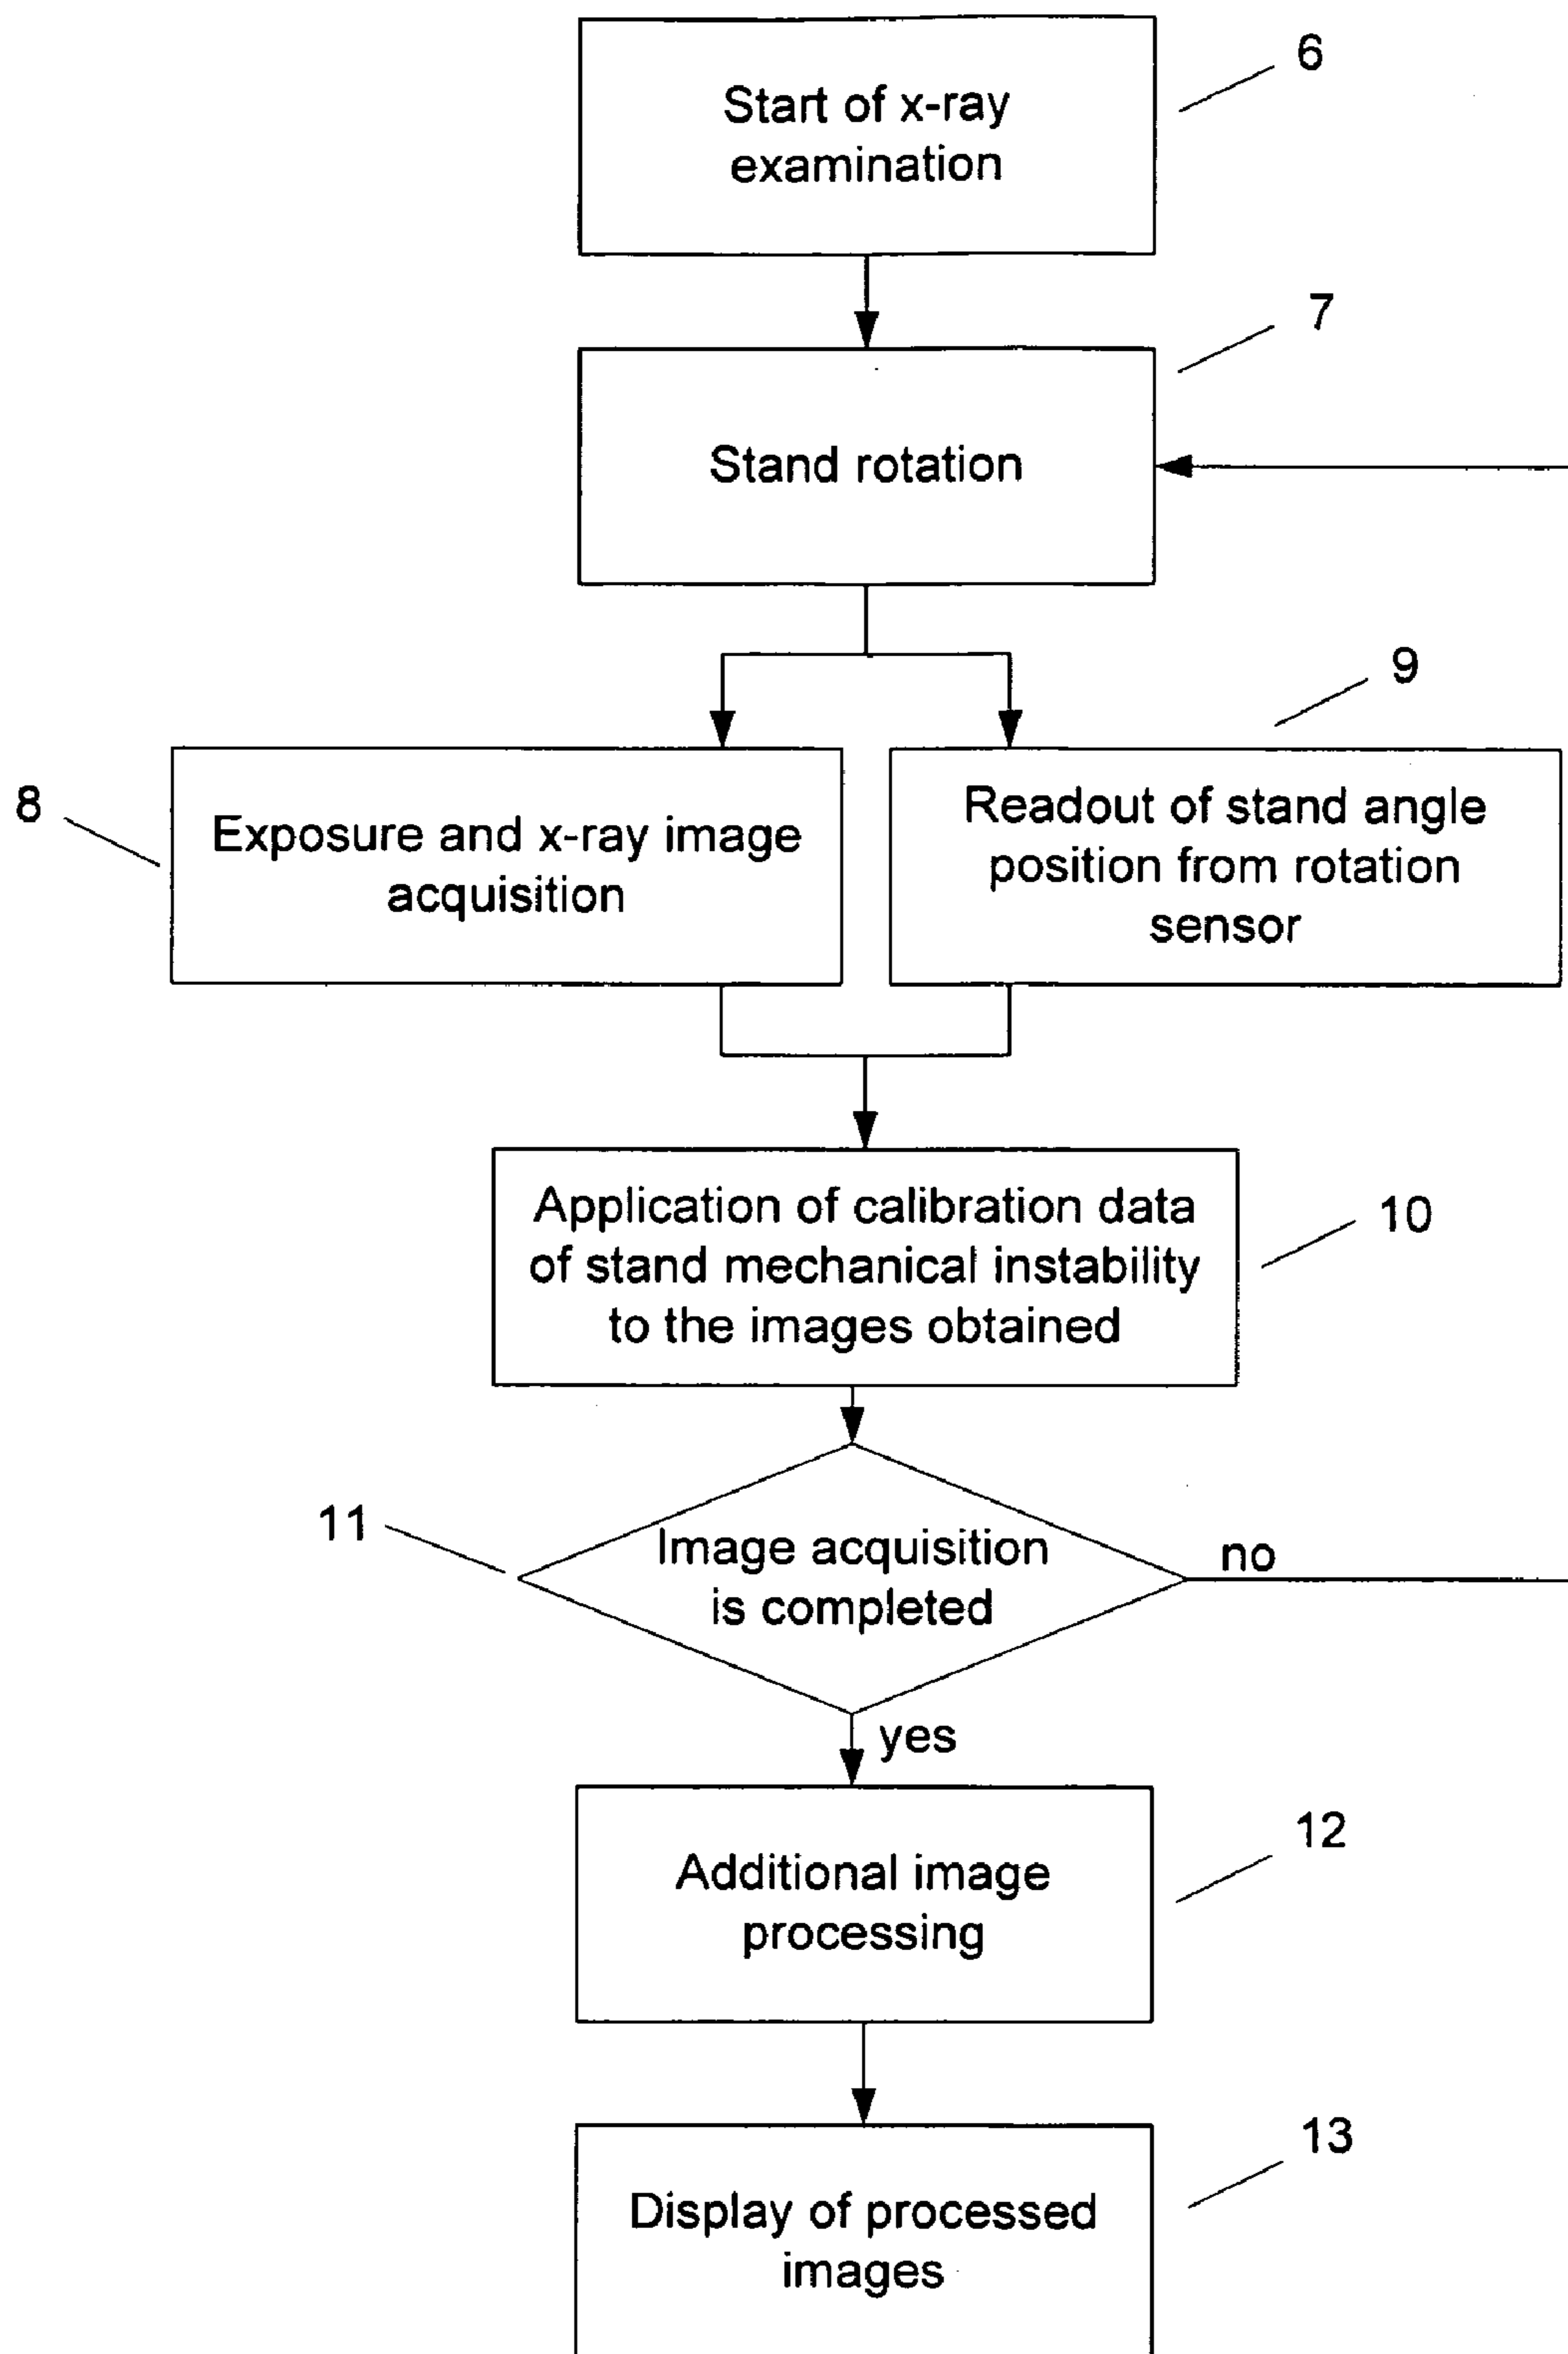 6
Start of x-ray
examination
7
Stand rotation
9
8
Exposure and x-ray image
acquisition
Readout of stand angle
position from rotation
sensor
Application of calibration data
of stand mechanical instability
to the images obtained
10
11
Image acquisition
is completed
no
yes
12
Additional image
processing
13
Display of processed
images